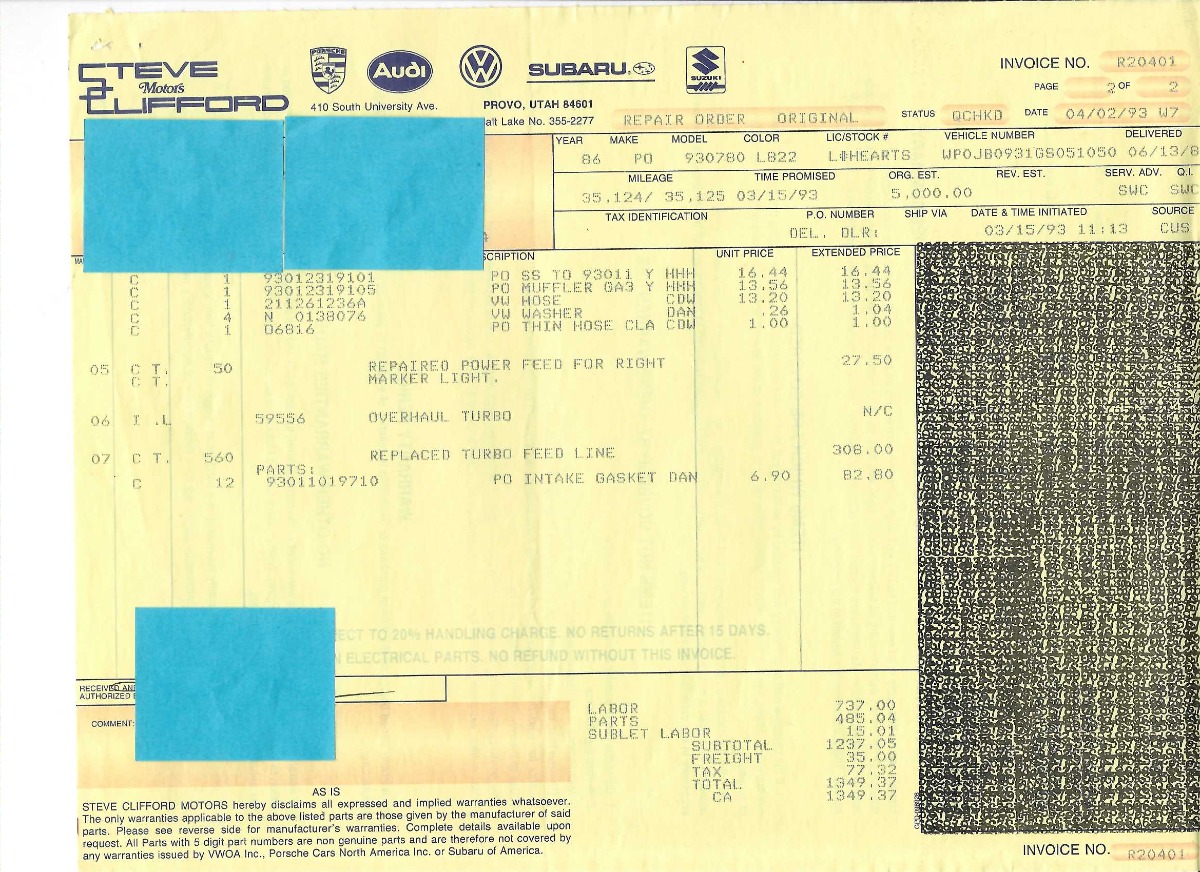 STEVE
Motors
CLIFFORD
PORSCHE
Audi
SUBARU
SUZUKI
410 South University Ave.
PROVO, UTAH 84601
alt Lake No. 355-2277
REPAIR ORDER ORIGINAL
INVOICE NO. R20401
PAGE 2 OF 2
STATUS QCHKD DATE 04/02/93 W7
YEAR MAKE MODEL COLOR LIC/STOCK # VEHICLE NUMBER DELIVERED
86 PO 930780 L822 L*HEARTS WPOJB0931GS051050 06/13/8
MILEAGE TIME PROMISED ORG. EST. REV. EST. SERV. ADV. Q.I.
35,124/ 35,125 03/15/93 5,000.00 SWC SWC
TAX IDENTIFICATION P.O. NUMBER SHIP VIA DATE & TIME INITIATED SOURCE
DEL. DLR: 03/15/93 11:13 CUS
SCRIPTION UNIT PRICE EXTENDED PRICE
C 1 93012319101 PO SS TO 93011 Y HHH 16.44 16.44
C 1 93012319105 PO MUFFLER GA3 Y HHH 13.56 13.56
C 1 211261236A VW HOSE CDW 13.20 13.20
C 4 N 0138076 VW WASHER DAN .26 1.04
C 1 06816 PO THIN HOSE CLA CDW 1.00 1.00
05 C T. 50 REPAIRED POWER FEED FOR RIGHT 27.50
C T. MARKER LIGHT.
06 I .L 59556 OVERHAUL TURBO N/C
07 C T. 560 REPLACED TURBO FEED LINE 308.00
PARTS:
C 12 93011019710 PO INTAKE GASKET DAN 6.90 82.80
ECT TO 20% HANDLING CHARGE. NO RETURNS AFTER 15 DAYS.
N ELECTRICAL PARTS. NO REFUND WITHOUT THIS INVOICE.
RECEIVED AND
AUTHORIZED B
COMMENT:
LABOR 737.00
PARTS 485.04
SUBLET LABOR 15.01
SUBTOTAL 1237.05
FREIGHT 35.00
TAX 77.32
TOTAL 1349.37
CA 1349.37
AS IS
STEVE CLIFFORD MOTORS hereby disclaims all expressed and implied warranties whatsoever.
The only warranties applicable to the above listed parts are those given by the manufacturer of said
parts. Please see reverse side for manufacturer's warranties. Complete details available upon
request. All Parts with 5 digit part numbers are non genuine parts and are therefore not covered by
any warranties issued by VWOA Inc., Porsche Cars North America Inc. or Subaru of America.
INVOICE NO. R20401